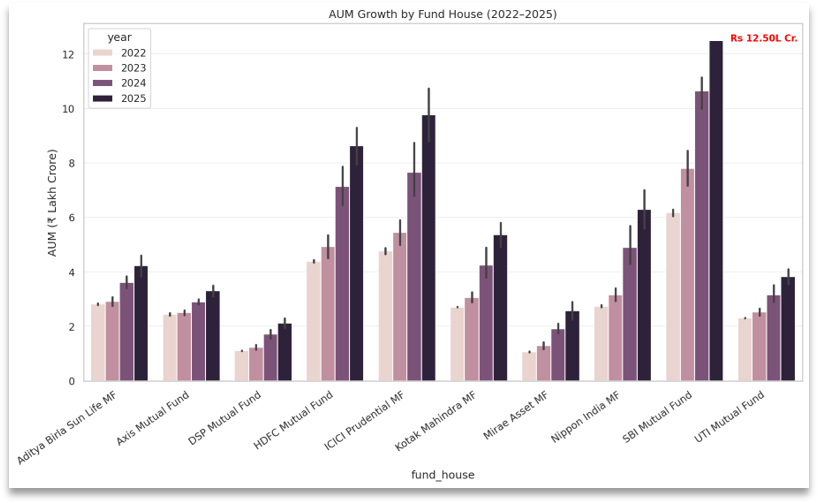 AUM Growth by Fund House (2022–2025)
year
2022
2023
2024
2025
Rs 12.50L Cr.
AUM (₹ Lakh Crore)
12
10
8
6
4
2
0
Aditya Birla Sun Life MF
Axis Mutual Fund
DSP Mutual Fund
HDFC Mutual Fund
ICICI Prudential MF
Kotak Mahindra MF
Mirae Asset MF
Nippon India MF
SBI Mutual Fund
UTI Mutual Fund
fund_house